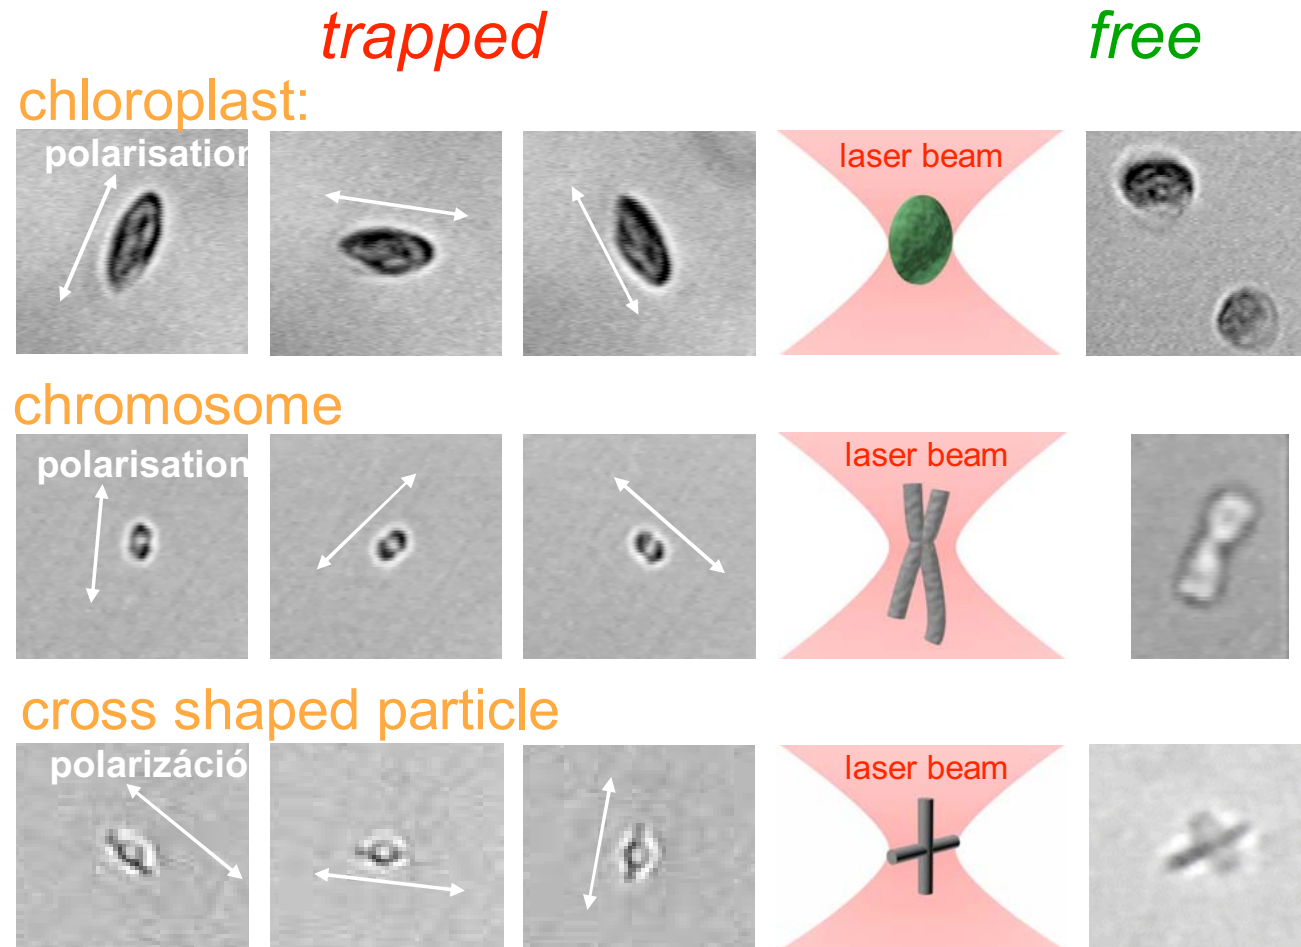 trapped
free
chloroplast:
polarisation
laser beam
chromosome
polarisation
laser beam
cross shaped particle
polarizáció
laser beam